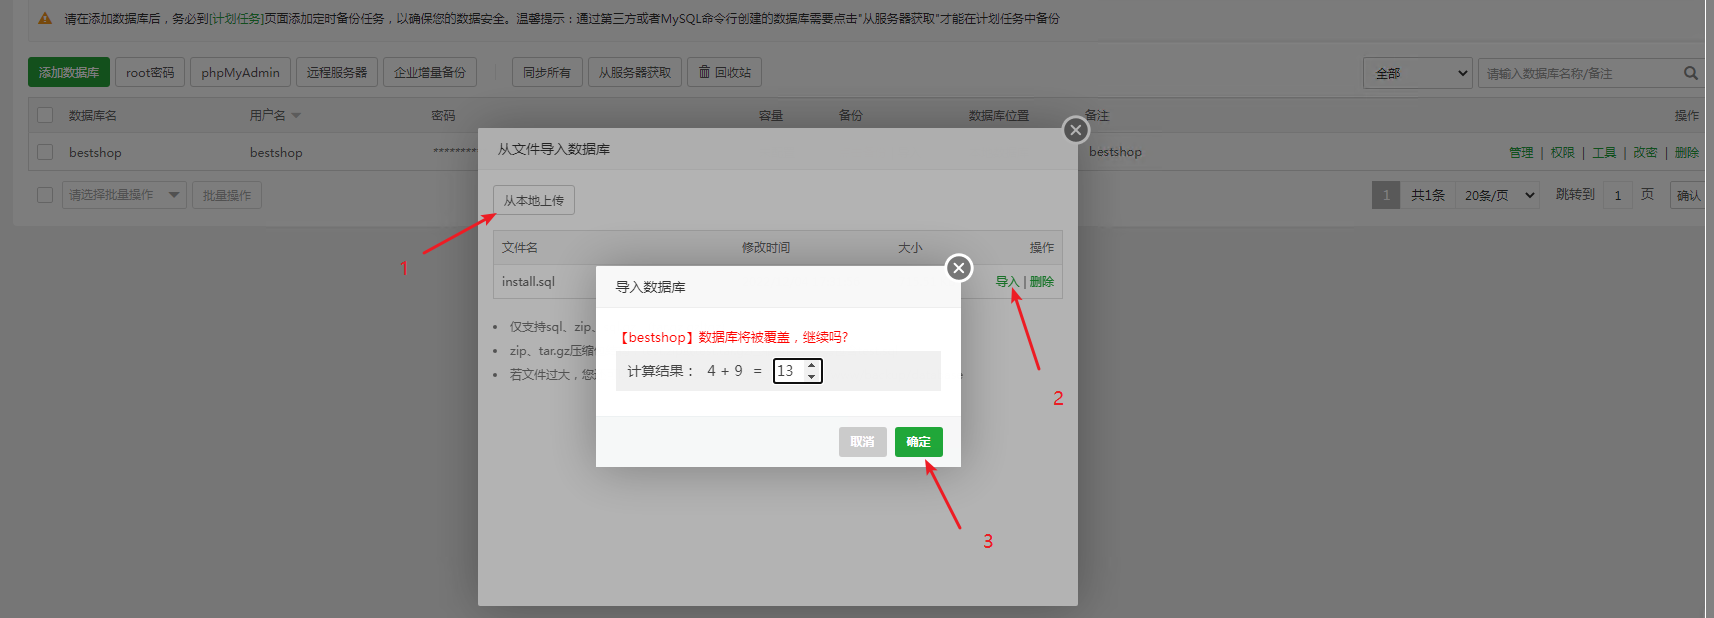 请在添加数据库后，务必到[计划任务]页面添加定时备份任务，以确保您的数据安全。温馨提示：通过第三方或者MySQL命令行创建的数据库需要点击"从服务器获取"才能在计划任务中备份
添加数据库 root密码 phpMyAdmin 远程服务器 企业增量备份 同步所有 从服务器获取 回收站 全部 请输入数据库名称/备注
数据库名 用户名 密码 容量 备份 数据库位置 备注 操作
bestshop bestshop ********* bestshop 管理 | 权限 | 工具 | 改密 | 删除
请选择批量操作 批量操作 1 共1条 20条/页 跳转到 1 页 确认
从文件导入数据库
从本地上传
1
文件名 修改时间 大小 操作
install.sql 导入 | 删除
导入数据库
仅支持sql、zip、
【bestshop】数据库将被覆盖，继续吗?
zip、tar.gz压缩
计算结果： 4 + 9 = 13
若文件过大，您
2
取消 确定
3